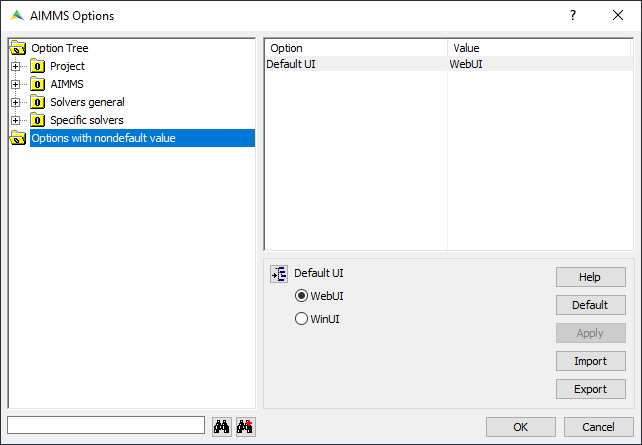 AIMMS Options
?
Option Tree
Project
AIMMS
Solvers general
Specific solvers
Options with nondefault value
Option Value
Default UI WebUI
Default UI
WebUI
WinUI
Help
Default
Apply
Import
Export
OK Cancel